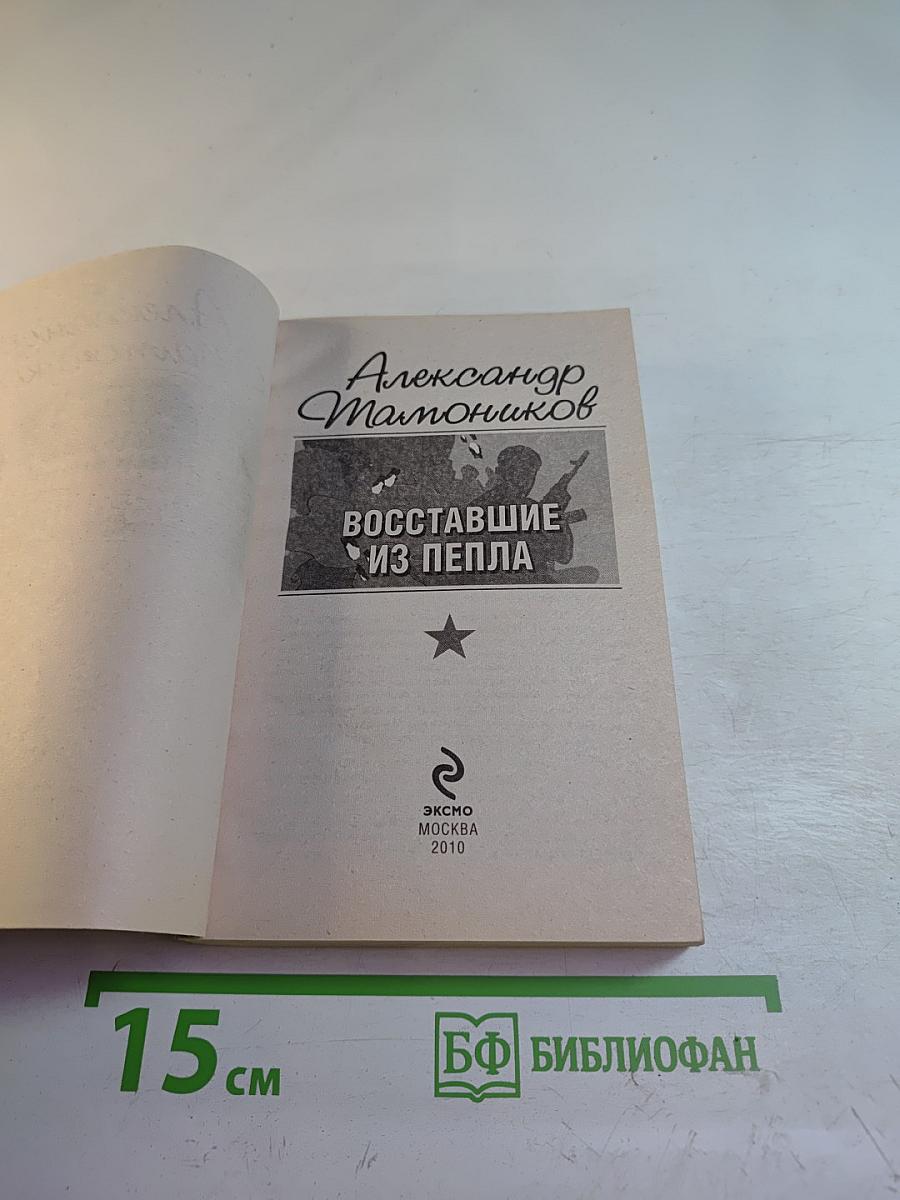 Александр
Тамоников
ВОССТАВШИЕ
ИЗ ПЕПЛА
ЭКСМО
МОСКВА
2010
15 см
БФ БИБЛИОФАН